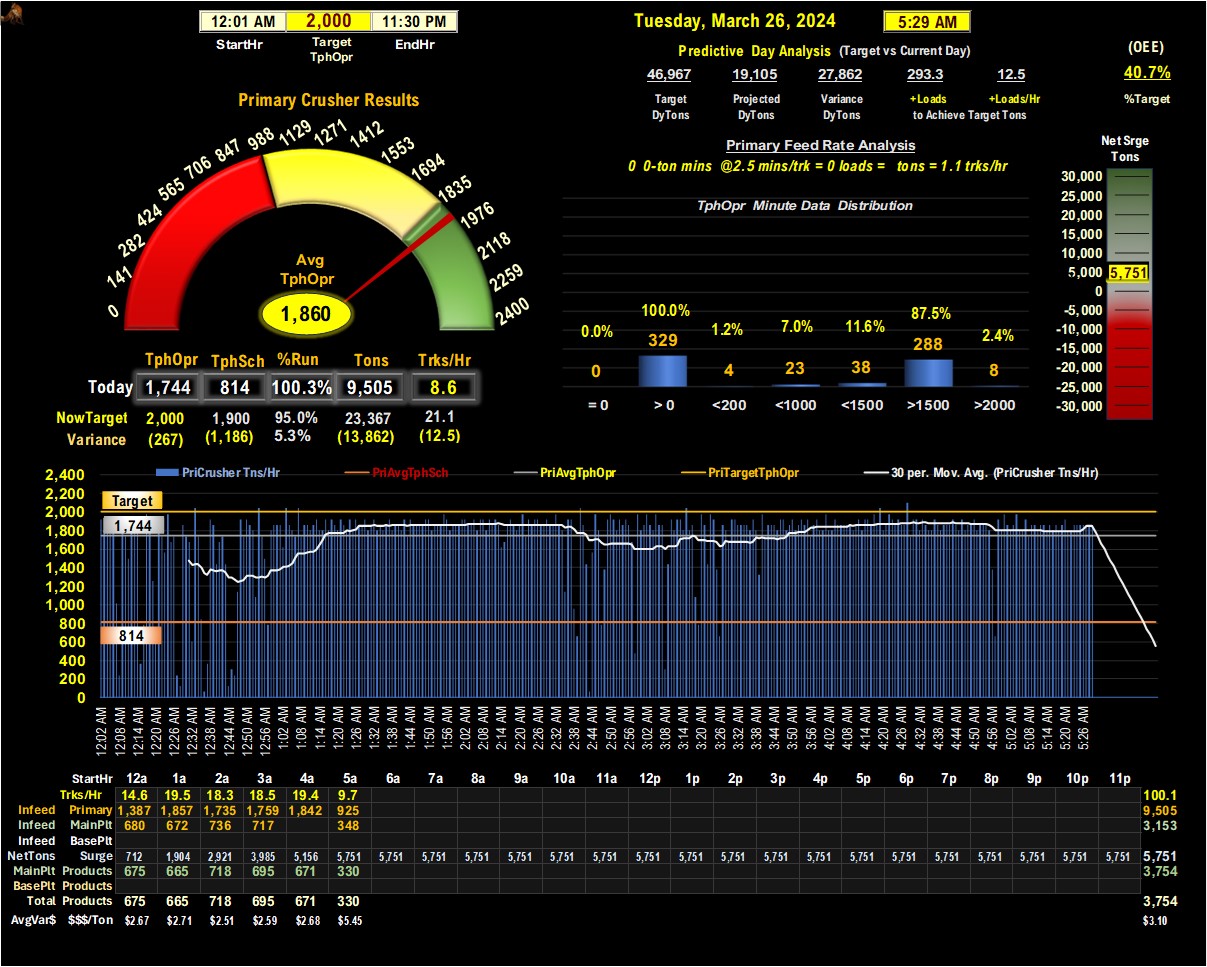 12:01 AM 2,000 11:30 PM
StartHr Target TphOpr EndHr
Tuesday, March 26, 2024 5:29 AM
Predictive Day Analysis (Target vs Current Day)
46,967 19,105 27,862 293.3 12.5
Target DyTons Projected DyTons Variance DyTons +Loads +Loads/Hr
to Achieve Target Tons
(OEE)
40.7%
%Target
Primary Crusher Results
0 141 282 424 565 706 847 988 1129 1271 1412 1553 1694 1835 1976 2118 2259 2400
Avg
TphOpr
1,860
Primary Feed Rate Analysis
0 0-ton mins @2.5 mins/trk = 0 loads = tons = 1.1 trks/hr
TphOpr Minute Data Distribution
0.0% 100.0% 1.2% 7.0% 11.6% 87.5% 2.4%
0 329 4 23 38 288 8
= 0 > 0 <200 <1000 <1500 >1500 >2000
Net Srge
Tons
30,000
25,000
20,000
15,000
10,000
5,000
5,751
0
-5,000
-10,000
-15,000
-20,000
-25,000
-30,000
TphOpr TphSch %Run Tons Trks/Hr
Today 1,744 814 100.3% 9,505 8.6
NowTarget 2,000 1,900 95.0% 23,367 21.1
Variance (267) (1,186) 5.3% (13,862) (12.5)
PriCrusher Tns/Hr PriAvgTphSch PriAvgTphOpr PriTargetTphOpr 30 per. Mov. Avg. (PriCrusher Tns/Hr)
2,400
2,200
2,000
1,800
1,600
1,400
1,200
1,000
800
600
400
200
0
Target
1,744
814
12:02 AM 12:08 AM 12:14 AM 12:20 AM 12:26 AM 12:32 AM 12:38 AM 12:44 AM 12:50 AM 12:56 AM 1:02 AM 1:08 AM 1:14 AM 1:20 AM 1:26 AM 1:32 AM 1:38 AM 1:44 AM 1:50 AM 1:56 AM 2:02 AM 2:08 AM 2:14 AM 2:20 AM 2:26 AM 2:32 AM 2:38 AM 2:44 AM 2:50 AM 2:56 AM 3:02 AM 3:08 AM 3:14 AM 3:20 AM 3:26 AM 3:32 AM 3:38 AM 3:44 AM 3:50 AM 3:56 AM 4:02 AM 4:08 AM 4:14 AM 4:20 AM 4:26 AM 4:32 AM 4:38 AM 4:44 AM 4:50 AM 4:56 AM 5:02 AM 5:08 AM 5:14 AM 5:20 AM 5:26 AM
StartHr 12a 1a 2a 3a 4a 5a 6a 7a 8a 9a 10a 11a 12p 1p 2p 3p 4p 5p 6p 7p 8p 9p 10p 11p
Trks/Hr 14.6 19.5 18.3 18.5 19.4 9.7 100.1
Infeed Primary 1,387 1,857 1,735 1,759 1,842 925 9,505
Infeed MainPlt 680 672 736 717 348 3,153
Infeed BasePlt
NetTons Surge 712 1,904 2,921 3,985 5,156 5,751 5,751 5,751 5,751 5,751 5,751 5,751 5,751 5,751 5,751 5,751 5,751 5,751 5,751 5,751 5,751 5,751 5,751 5,751 5,751
MainPlt Products 675 665 718 695 671 330 3,754
BasePlt Products
Total Products 675 665 718 695 671 330 3,754
AvgVar$ $$$/Ton $2.67 $2.71 $2.51 $2.59 $2.68 $5.45 $3.10